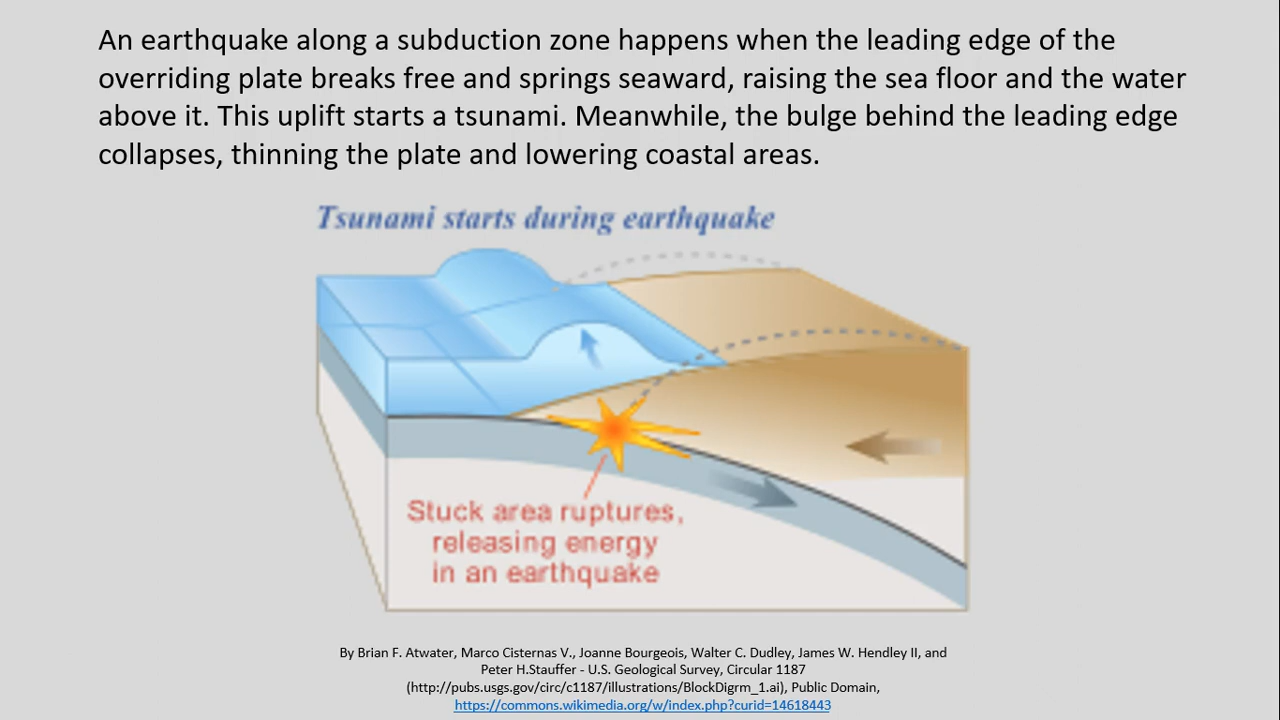 An earthquake along a subduction zone happens when the leading edge of the
overriding plate breaks free and springs seaward, raising the sea floor and the water
above it. This uplift starts a tsunami. Meanwhile, the bulge behind the leading edge
collapses, thinning the plate and lowering coastal areas.
Tsunami starts during earthquake
Stuck area ruptures,
releasing energy
in an earthquake
By Brian F. Atwater, Marco Cisternas V., Joanne Bourgeois, Walter C. Dudley, James W. Hendley II, and
Peter H.Stauffer - U.S. Geological Survey, Circular 1187
(http://pubs.usgs.gov/circ/c1187/illustrations/BlockDigrm_1.ai), Public Domain,
https://commons.wikimedia.org/w/index.php?curid=14618443